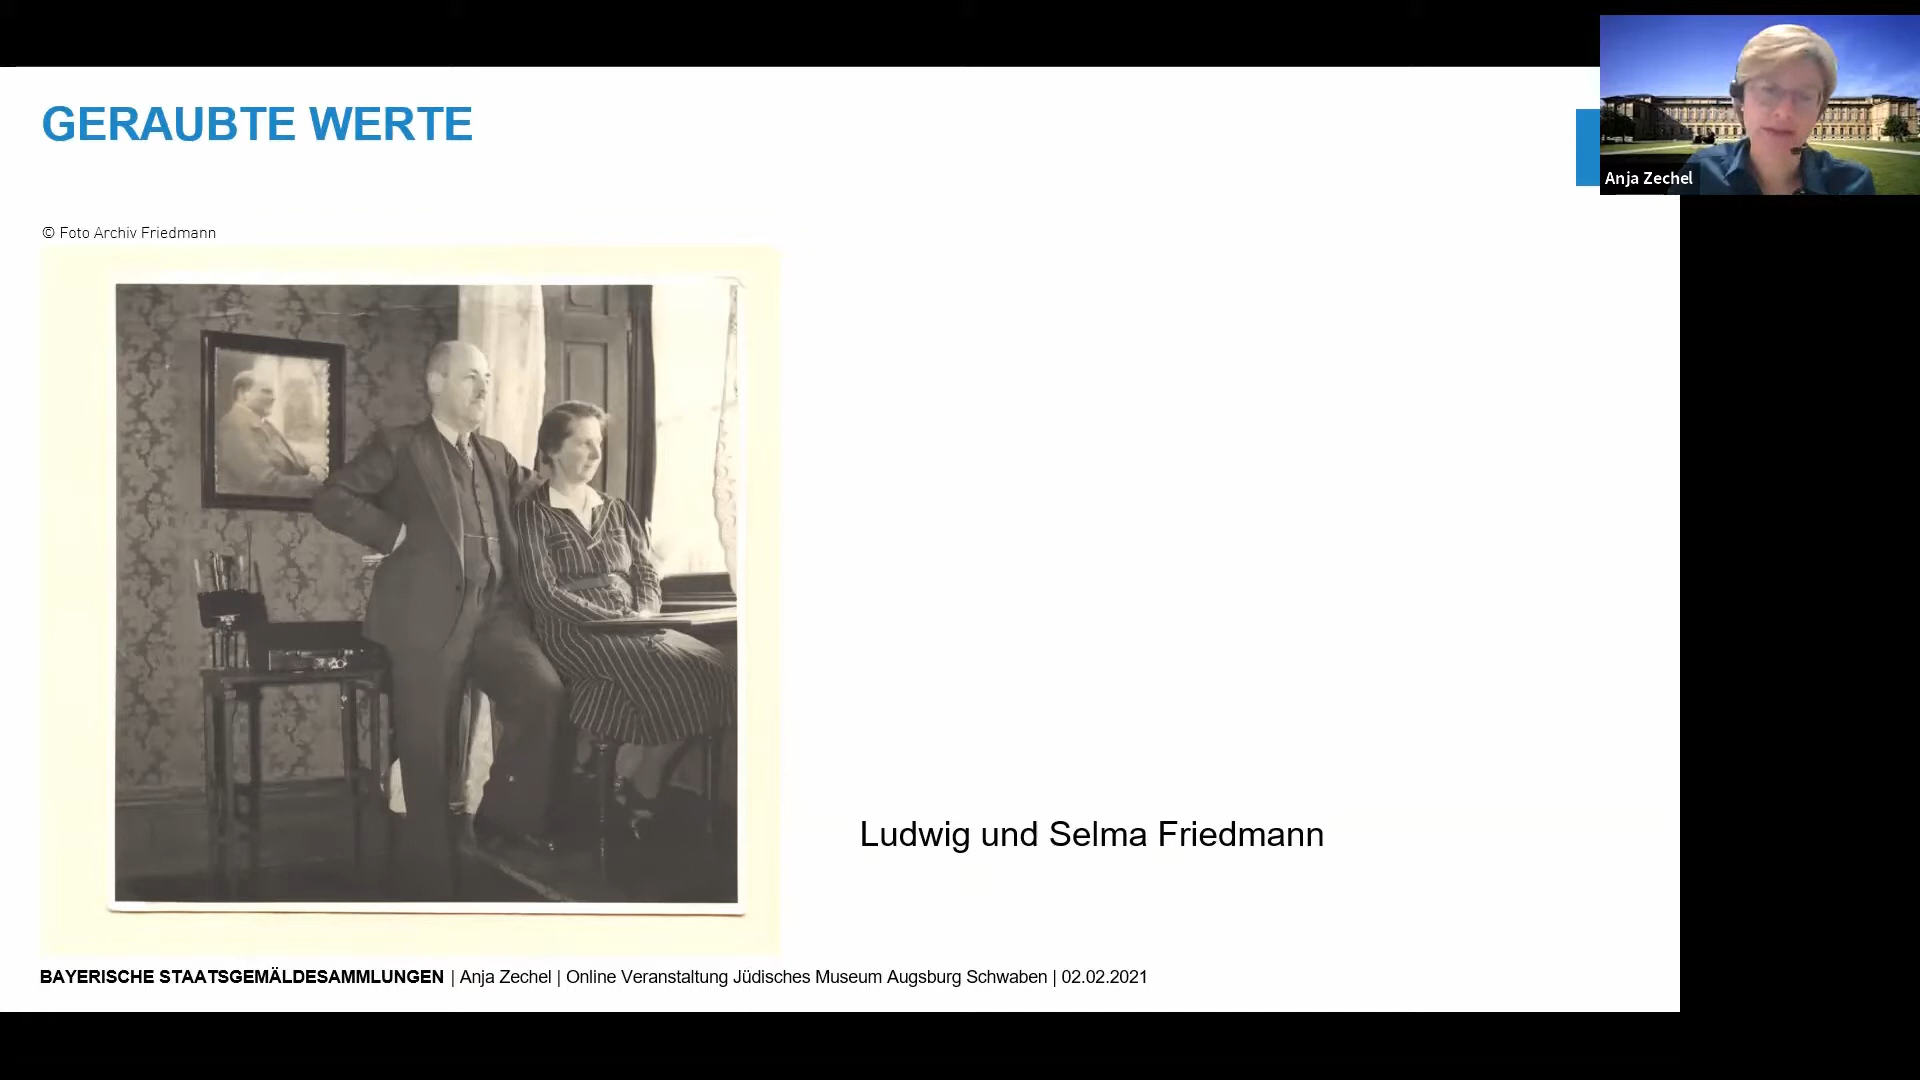 GERAUBTE WERTE
Anja Zechel
© Foto Archiv Friedmann
Ludwig und Selma Friedmann
BAYERISCHE STAATSGEMÄLDESAMMLUNGEN | Anja Zechel | Online Veranstaltung Jüdisches Museum Augsburg Schwaben | 02.02.2021